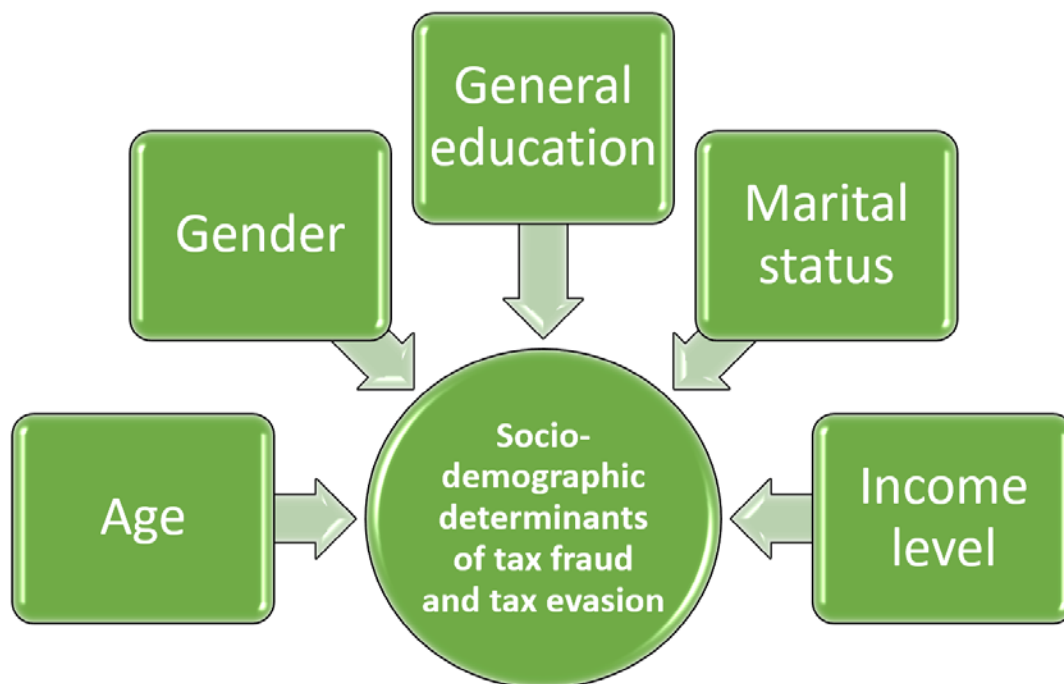 General
education
Gender
Marital
status
Age
Socio-
demographic
determinants
of tax fraud
and tax evasion
Income
level